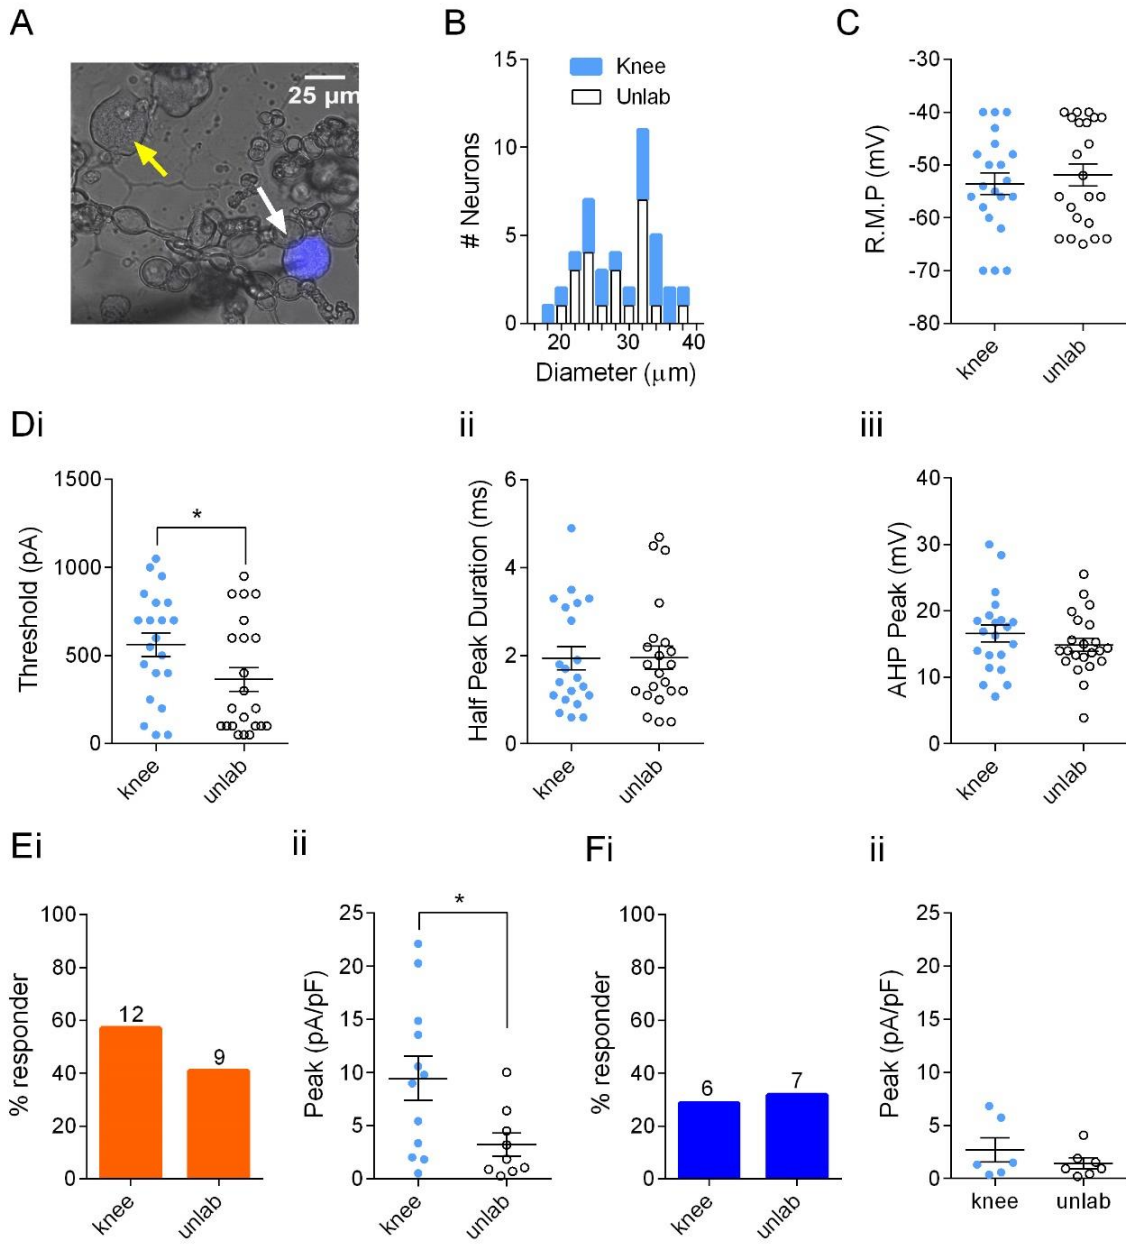 A
25 µm
B
# Neurons
15
10
5
0
Knee
Unlab
20
30
40
Diameter (µm)
C
R.M.P (mV)
-30
-40
-50
-60
-70
-80
knee
unlab
Di
Threshold (pA)
1500
1000
500
0
*
knee
unlab
ii
Half Peak Duration (ms)
6
4
2
0
knee
unlab
iii
AHP Peak (mV)
40
30
20
10
0
knee
unlab
Ei
% responder
100
80
60
40
20
0
12
9
knee
unlab
ii
Peak (pA/pF)
25
20
15
10
5
0
*
knee
unlab
Fi
% responder
100
80
60
40
20
0
6
7
knee
unlab
ii
Peak (pA/pF)
25
20
15
10
5
0
knee
unlab